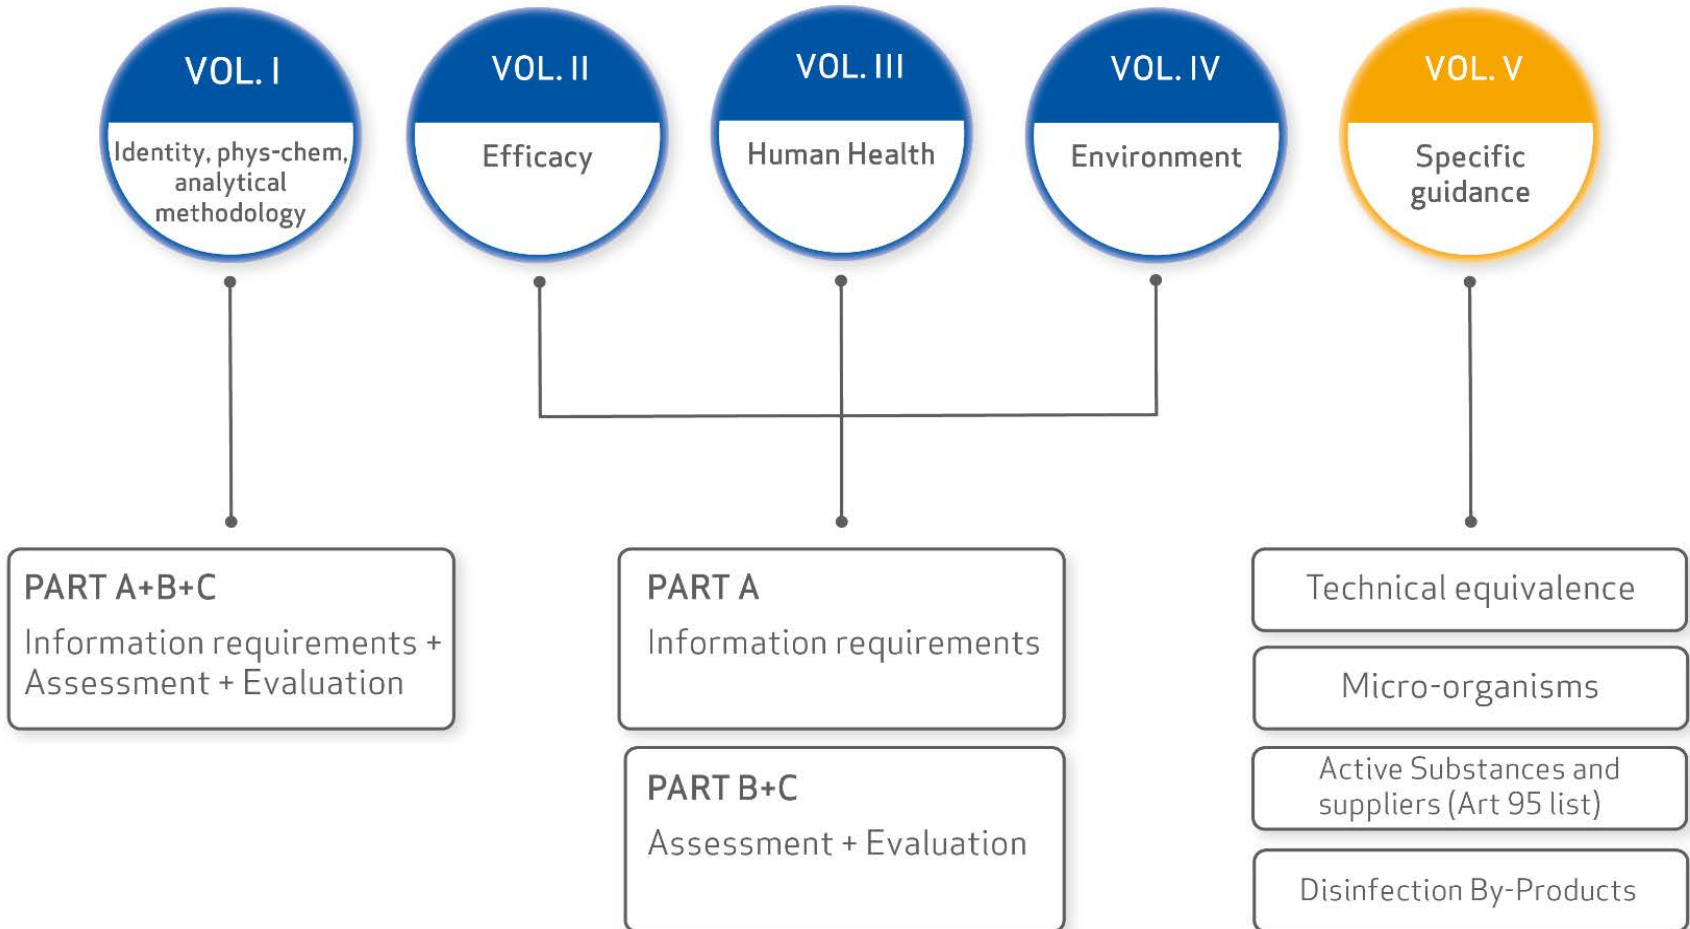 VOL. I
Identity, phys-chem,
analytical
methodology
VOL. II
Efficacy
VOL. III
Human Health
VOL. IV
Environment
VOL. V
Specific
guidance
PART A+B+C
Information requirements +
Assessment + Evaluation
PART A
Information requirements
PART B+C
Assessment + Evaluation
Technical equivalence
Micro-organisms
Active Substances and
suppliers (Art 95 list)
Disinfection By-Products